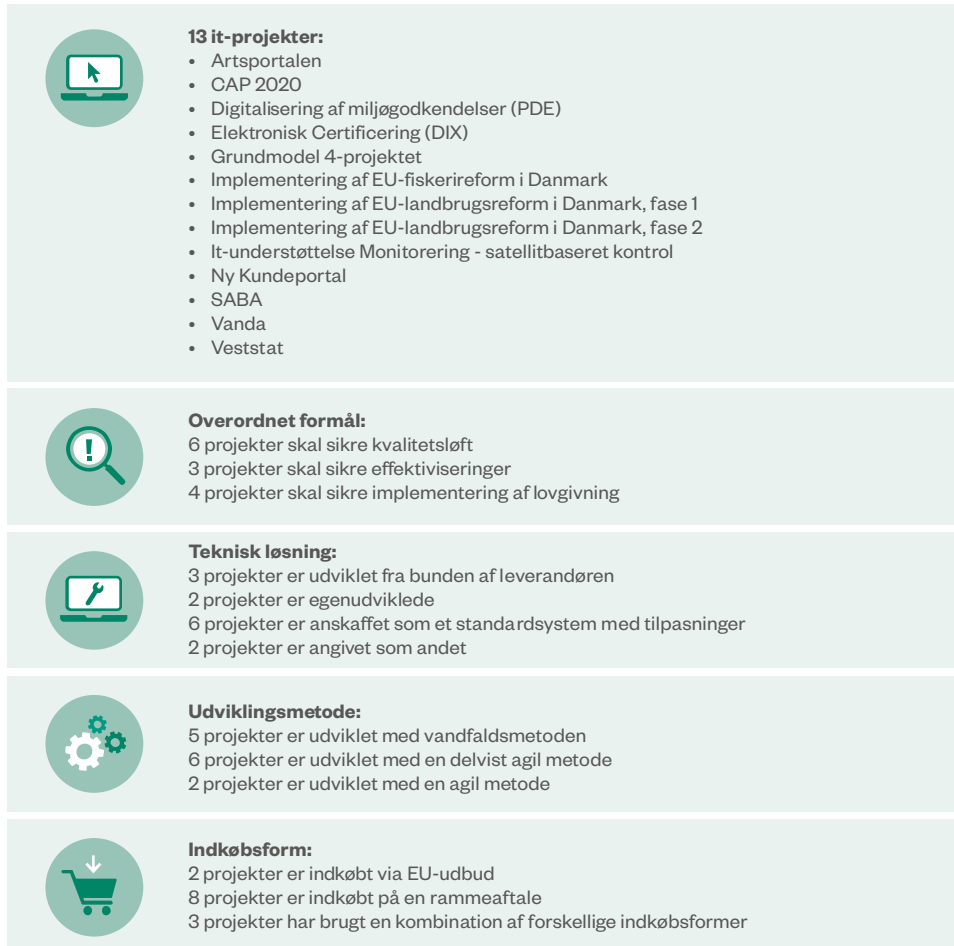 13 it-projekter:
• Artsportalen
• CAP 2020
• Digitalisering af miljøgodkendelser (PDE)
• Elektronisk Certificering (DIX)
• Grundmodel 4-projektet
• Implementering af EU-fiskerireform i Danmark
• Implementering af EU-landbrugsreform i Danmark, fase 1
• Implementering af EU-landbrugsreform i Danmark, fase 2
• It-understøttelse Monitorering - satellitbaseret kontrol
• Ny Kundeportal
• SABA
• Vanda
• Veststat
Overordnet formål:
6 projekter skal sikre kvalitetsløft
3 projekter skal sikre effektiviseringer
4 projekter skal sikre implementering af lovgivning
Teknisk løsning:
3 projekter er udviklet fra bunden af leverandøren
2 projekter er egenudviklede
6 projekter er anskaffet som et standardsystem med tilpasninger
2 projekter er angivet som andet
Udviklingsmetode:
5 projekter er udviklet med vandfaldsmetoden
6 projekter er udviklet med en delvist agil metode
2 projekter er udviklet med en agil metode
Indkøbsform:
2 projekter er indkøbt via EU-udbud
8 projekter er indkøbt på en rammeaftale
3 projekter har brugt en kombination af forskellige indkøbsformer